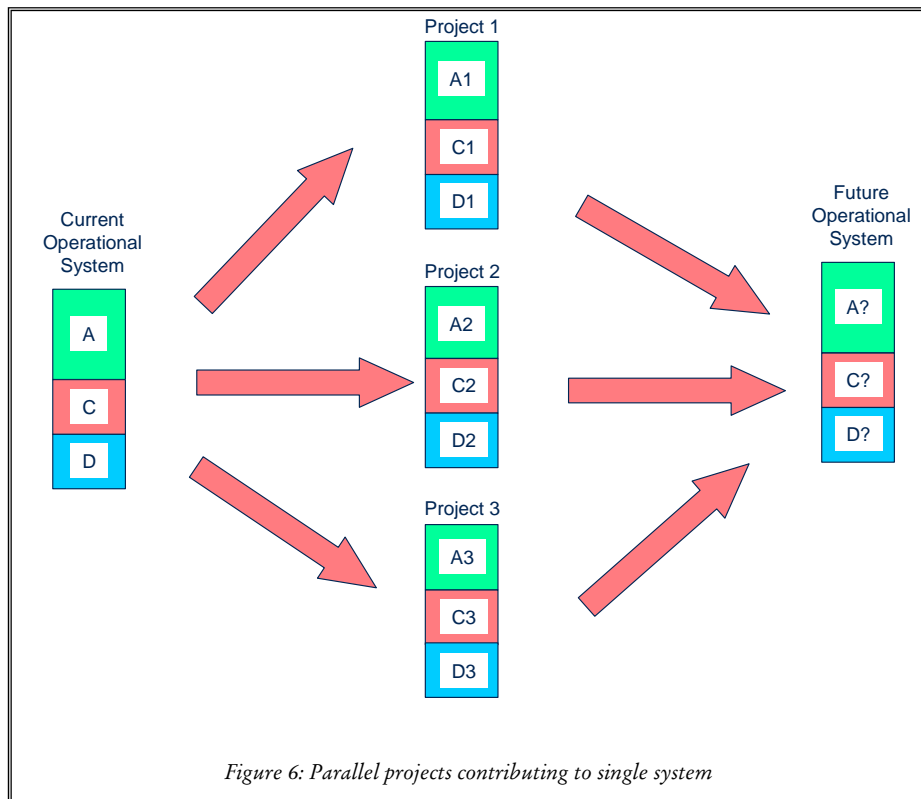 Current
Operational
System
A
C
D
Project 1
A1
C1
D1
Project 2
A2
C2
D2
Project 3
A3
C3
D3
Future
Operational
System
A?
C?
D?
Figure 6: Parallel projects contributing to single system